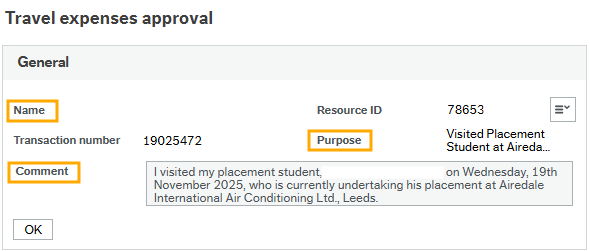 Travel expenses approval
General
Name
Resource ID 78653
Transaction number 19025472
Purpose Visited Placement
Student at Aireda...
Comment
I visited my placement student, on Wednesday, 19th
November 2025, who is currently undertaking his placement at Airedale
International Air Conditioning Ltd., Leeds.
OK